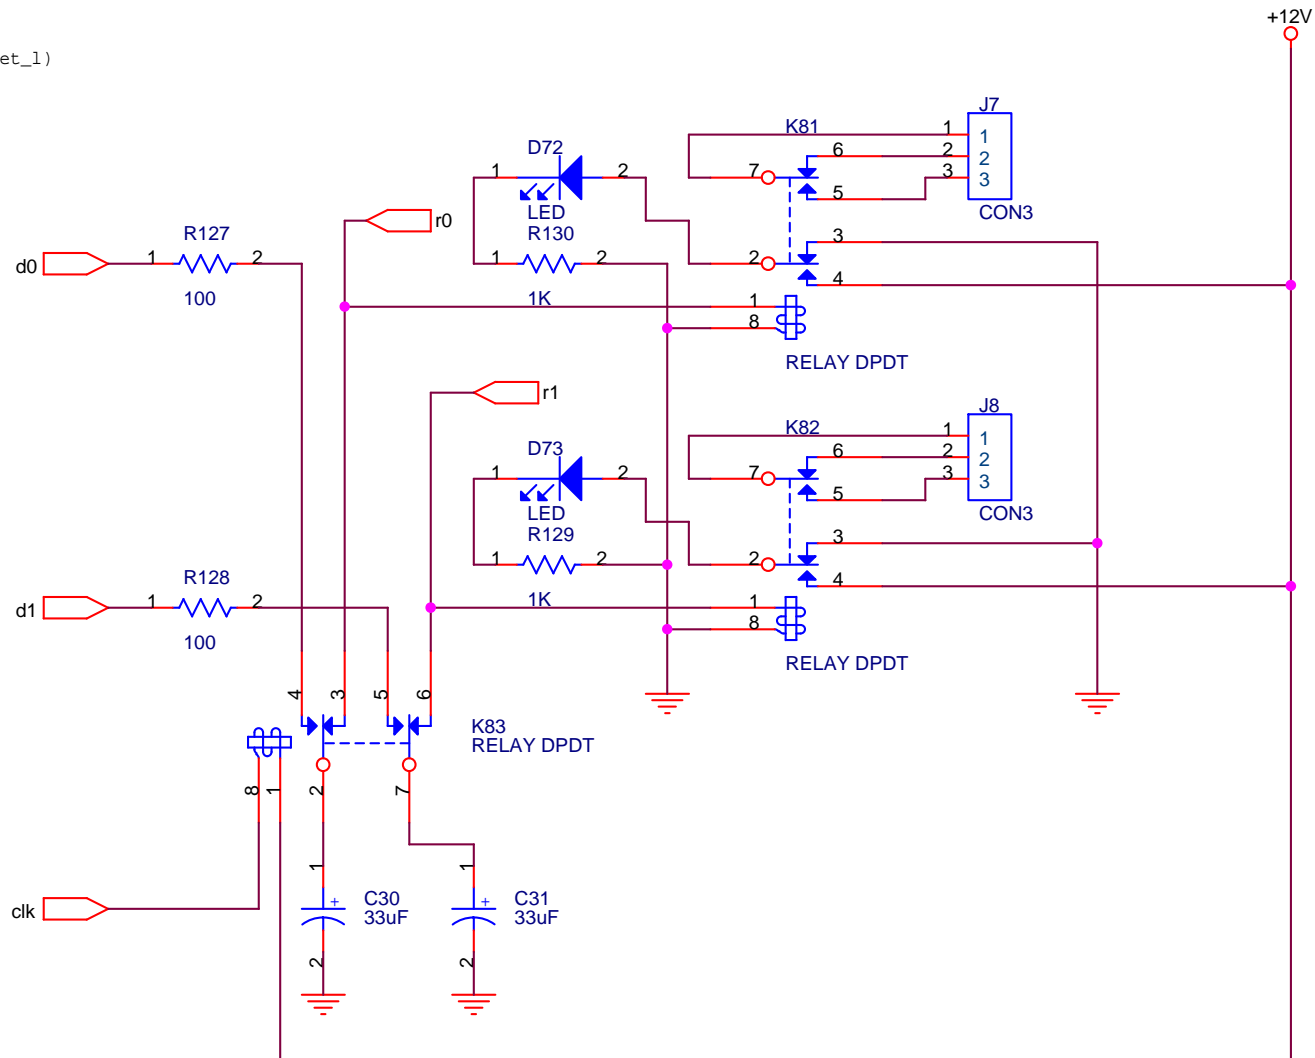 +12V
et_l)
J7
K81
1
1
6
2
2
D72
7
3
3
1
2
5
LED
CON3
r0
R127
R130
3
d0
1
2
1
2
2
4
100
1K
1
8
RELAY DPDT
r1
J8
K82
1
1
6
2
2
D73
7
3
3
1
2
5
LED
CON3
R129
3
1
2
2
R128
4
d1
1
2
1K
1
100
8
RELAY DPDT
4
3
5
6
K83
RELAY DPDT
8
1
2
7
1
1
C30
C31
+
+
clk
33uF
33uF
2
2